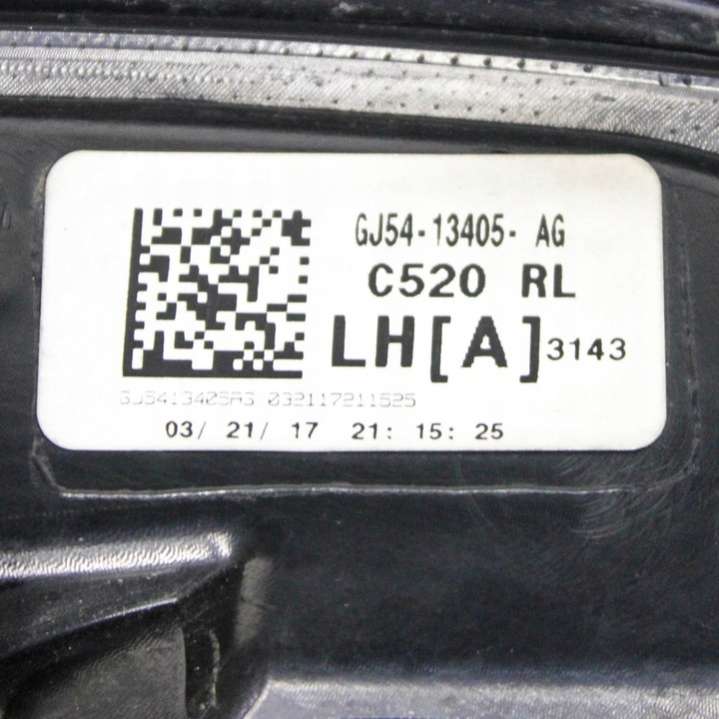 GJ54-13405- AG
C520 RL
LH[A]3143
GJ5413405AG 032117211525
03/ 21/ 17 21: 15: 25